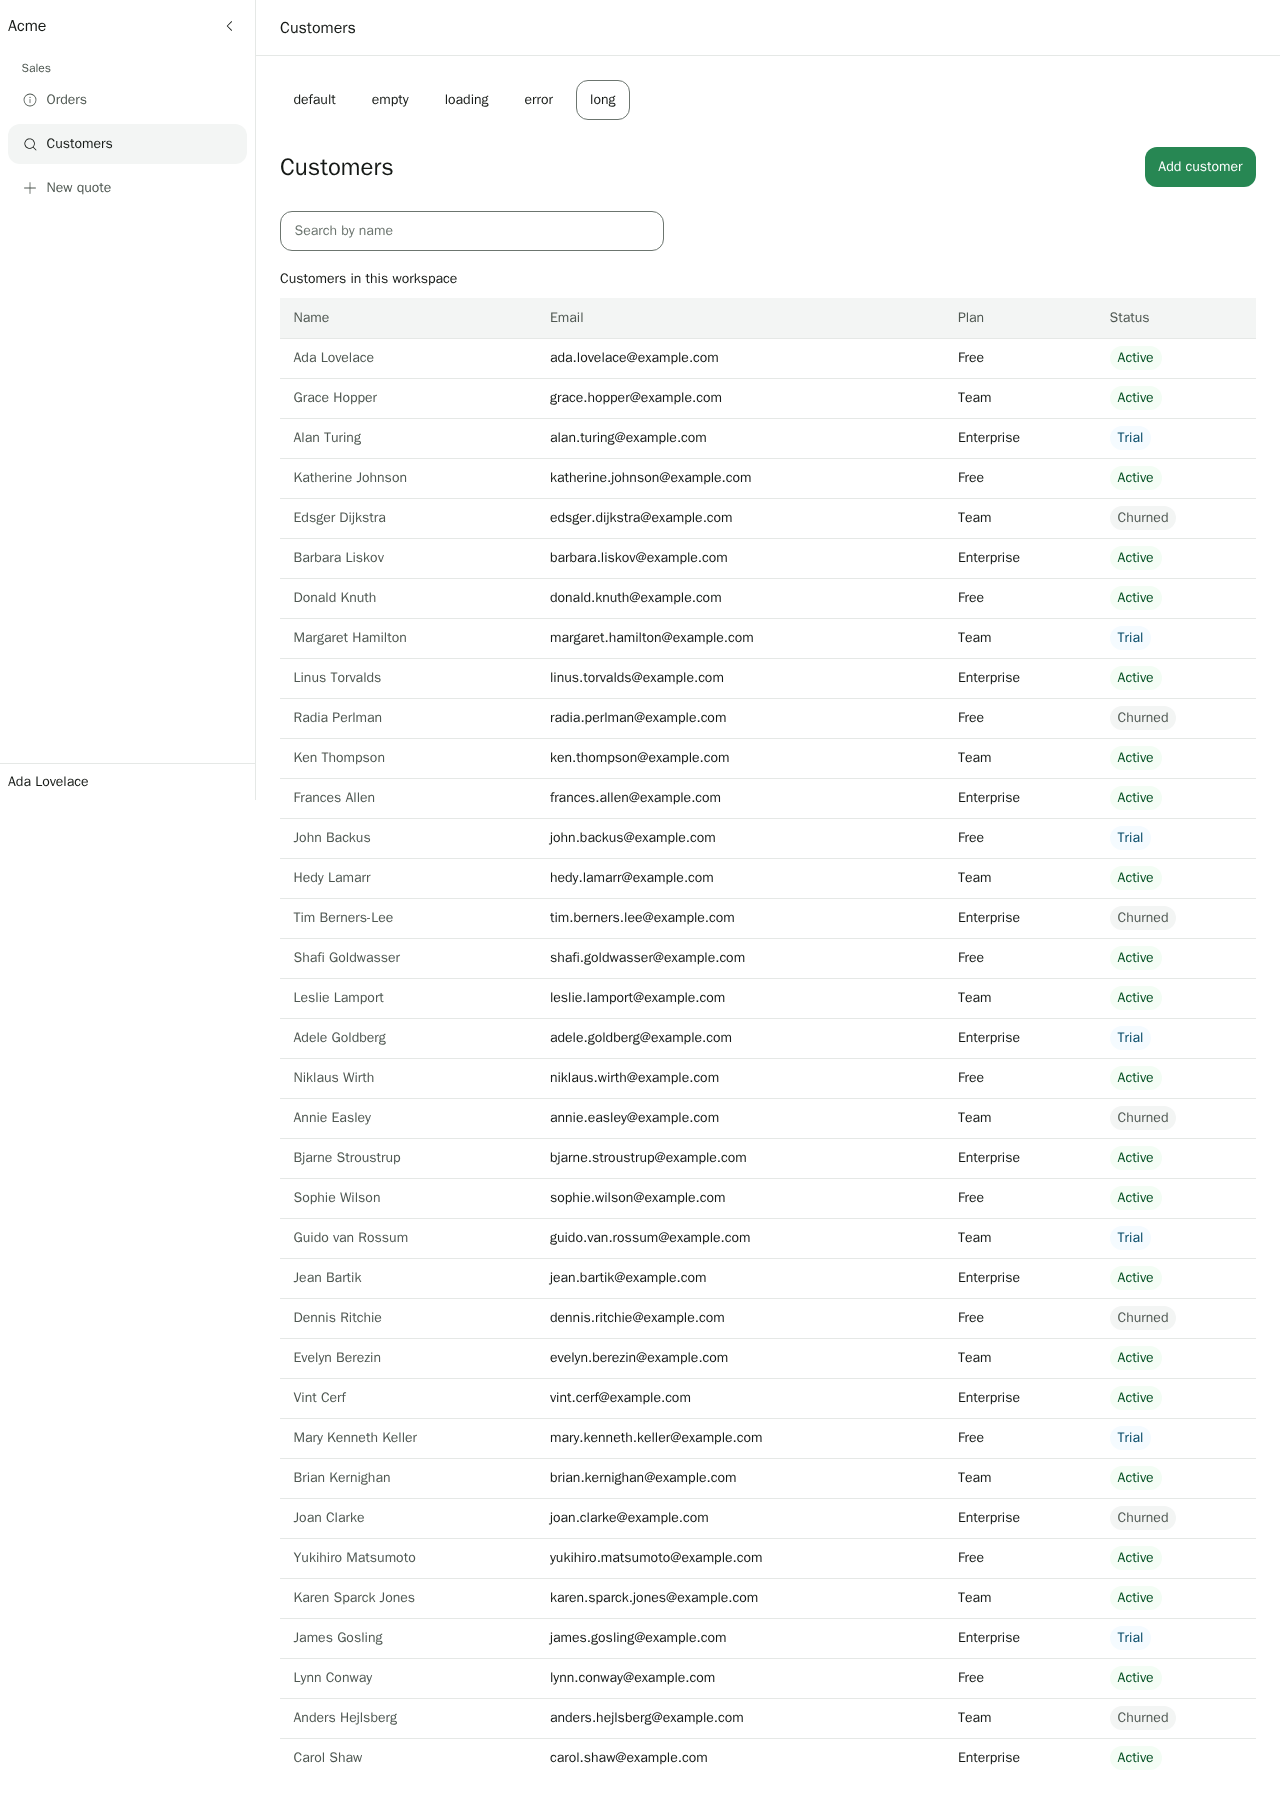 Acme
Sales
Orders
Customers
New quote
Ada Lovelace
Customers
default empty loading error long
Customers
Add customer
Search by name
Customers in this workspace
Name Email Plan Status
Ada Lovelace ada.lovelace@example.com Free Active
Grace Hopper grace.hopper@example.com Team Active
Alan Turing alan.turing@example.com Enterprise Trial
Katherine Johnson katherine.johnson@example.com Free Active
Edsger Dijkstra edsger.dijkstra@example.com Team Churned
Barbara Liskov barbara.liskov@example.com Enterprise Active
Donald Knuth donald.knuth@example.com Free Active
Margaret Hamilton margaret.hamilton@example.com Team Trial
Linus Torvalds linus.torvalds@example.com Enterprise Active
Radia Perlman radia.perlman@example.com Free Churned
Ken Thompson ken.thompson@example.com Team Active
Frances Allen frances.allen@example.com Enterprise Active
John Backus john.backus@example.com Free Trial
Hedy Lamarr hedy.lamarr@example.com Team Active
Tim Berners-Lee tim.berners.lee@example.com Enterprise Churned
Shafi Goldwasser shafi.goldwasser@example.com Free Active
Leslie Lamport leslie.lamport@example.com Team Active
Adele Goldberg adele.goldberg@example.com Enterprise Trial
Niklaus Wirth niklaus.wirth@example.com Free Active
Annie Easley annie.easley@example.com Team Churned
Bjarne Stroustrup bjarne.stroustrup@example.com Enterprise Active
Sophie Wilson sophie.wilson@example.com Free Active
Guido van Rossum guido.van.rossum@example.com Team Trial
Jean Bartik jean.bartik@example.com Enterprise Active
Dennis Ritchie dennis.ritchie@example.com Free Churned
Evelyn Berezin evelyn.berezin@example.com Team Active
Vint Cerf vint.cerf@example.com Enterprise Active
Mary Kenneth Keller mary.kenneth.keller@example.com Free Trial
Brian Kernighan brian.kernighan@example.com Team Active
Joan Clarke joan.clarke@example.com Enterprise Churned
Yukihiro Matsumoto yukihiro.matsumoto@example.com Free Active
Karen Sparck Jones karen.sparck.jones@example.com Team Active
James Gosling james.gosling@example.com Enterprise Trial
Lynn Conway lynn.conway@example.com Free Active
Anders Hejlsberg anders.hejlsberg@example.com Team Churned
Carol Shaw carol.shaw@example.com Enterprise Active